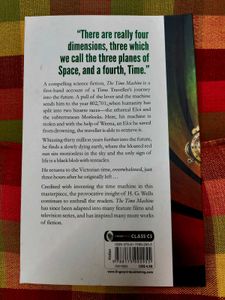 "There are really four
dimensions, three which
we call the three planes of
Space, and a fourth, Time."
A compelling science fiction, The Time Machine is a
first-hand account of a Time Traveller's journey
into the future. A pull of the lever and the machine
sends him to the year 802,701, when humanity has
split into two bizarre races—the ethereal Eloi and
the subterranean Morlocks. Here, his machine is
stolen and with the help of Weena, an Eloi he saved
from drowning, the traveller is able to retrieve it.
Whizzing thirty million years further into the future,
he finds a slowly dying earth, where the bloated red
sun sits motionless in the sky and the only sign of
life is a black blob with tentacles.
He returns to the Victorian time, overwhelmed, just
three hours after he originally left ...
Credited with inventing the time machine in this
masterpiece, the provocative insight of H. G. Wells
continues to enthrall the readers. The Time Machine
has since been adapted into many feature films and
television series, and has inspired many more works
of fiction.
CLASSICS